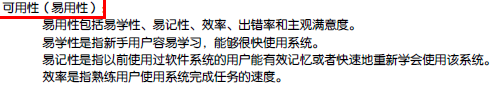 可用性（易用性）
易用性包括易学性、易记性、效率、出错率和主观满意度。
易学性是指新手用户容易学习，能够很快使用系统。
易记性是指以前使用过软件系统的用户能有效记忆或者快速地重新学会使用该系统。
效率是指熟练用户使用系统完成任务的速度。